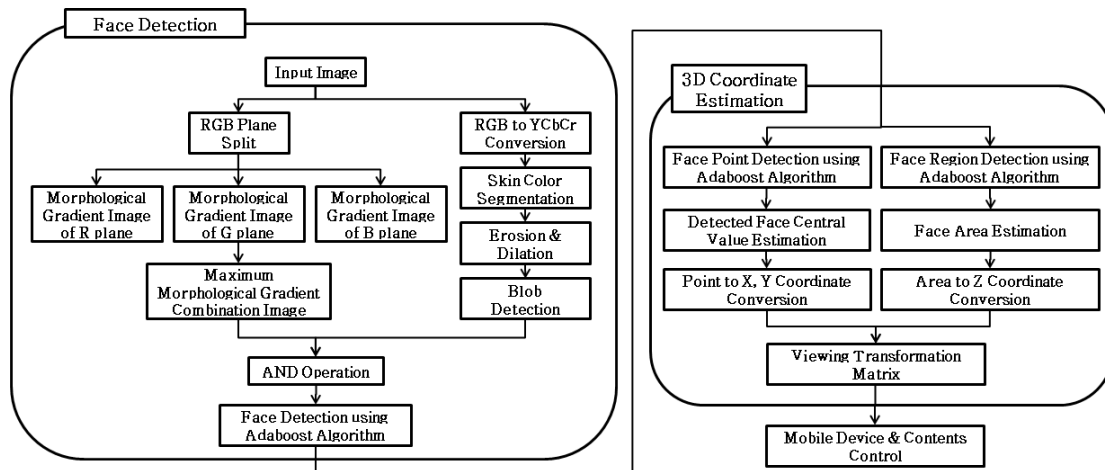 Face Detection
Input Image
RGB Plane
Split
RGB to YCbCr
Conversion
Morphological
Gradient Image
of R plane
Morphological
Gradient Image
of G plane
Morphological
Gradient Image
of B plane
Skin Color
Segmentation
Erosion &
Dilation
Maximum
Morphological Gradient
Combination Image
Blob
Detection
AND Operation
Face Detection using
Adaboost Algorithm
3D Coordinate
Estimation
Face Point Detection using
Adaboost Algorithm
Face Region Detection using
Adaboost Algorithm
Detected Face Central
Value Estimation
Face Area Estimation
Point to X, Y Coordinate
Conversion
Area to Z Coordinate
Conversion
Viewing Transformation
Matrix
Mobile Device & Contents
Control